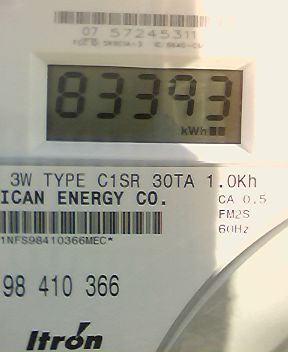 07 57245311
83393
kWh
3W TYPE C1SR 30TA 1.0Kh
ICAN ENERGY CO.
CA 0.5
FM2S
60Hz
1NFS98410366MEC*
98 410 366
Itron